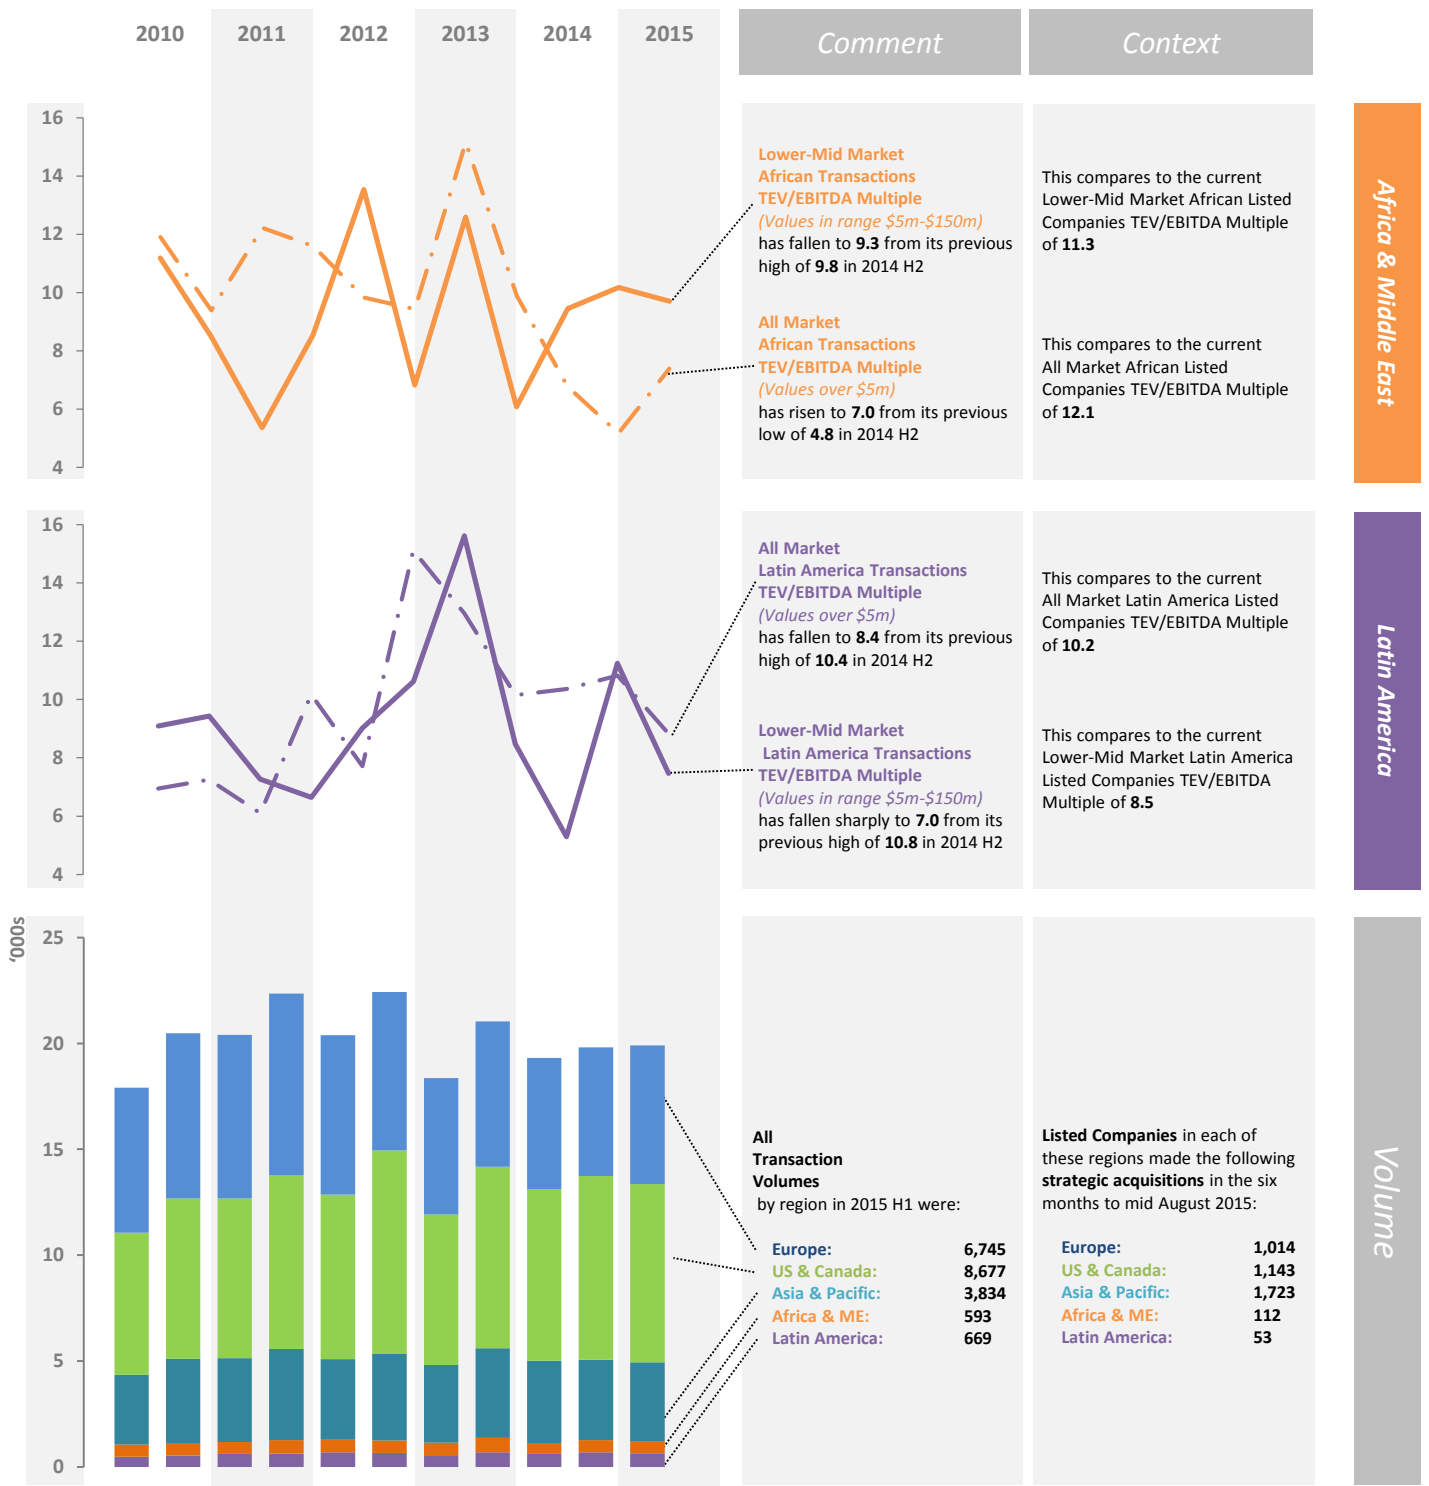 2010 2011 2012 2013 2014 2015
Comment
Context
16
14
12
10
8
6
4
Lower-Mid Market
African Transactions
TEV/EBITDA Multiple
(Values in range $5m-$150m)
has fallen to 9.3 from its previous
high of 9.8 in 2014 H2
All Market
African Transactions
TEV/EBITDA Multiple
(Values over $5m)
has risen to 7.0 from its previous
low of 4.8 in 2014 H2
This compares to the current
Lower-Mid Market African Listed
Companies TEV/EBITDA Multiple
of 11.3
This compares to the current
All Market African Listed
Companies TEV/EBITDA Multiple
of 12.1
Africa & Middle East
16
14
12
10
8
6
4
All Market
Latin America Transactions
TEV/EBITDA Multiple
(Values over $5m)
has fallen to 8.4 from its previous
high of 10.4 in 2014 H2
Lower-Mid Market
Latin America Transactions
TEV/EBITDA Multiple
(Values in range $5m-$150m)
has fallen sharply to 7.0 from its
previous high of 10.8 in 2014 H2
This compares to the current
All Market Latin America Listed
Companies TEV/EBITDA Multiple
of 10.2
This compares to the current
Lower-Mid Market Latin America
Listed Companies TEV/EBITDA
Multiple of 8.5
Latin America
'000s
25
20
15
10
5
0
All
Transaction
Volumes
by region in 2015 H1 were:
Europe: 6,745
US & Canada: 8,677
Asia & Pacific: 3,834
Africa & ME: 593
Latin America: 669
Listed Companies in each of
these regions made the following
strategic acquisitions in the six
months to mid August 2015:
Europe: 1,014
US & Canada: 1,143
Asia & Pacific: 1,723
Africa & ME: 112
Latin America: 53
Volume